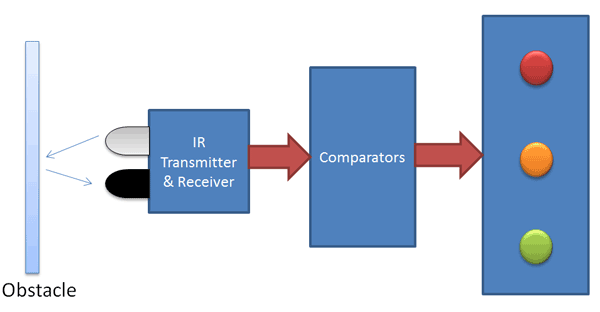 IR
Transmitter
& Receiver
Comparators
Obstacle